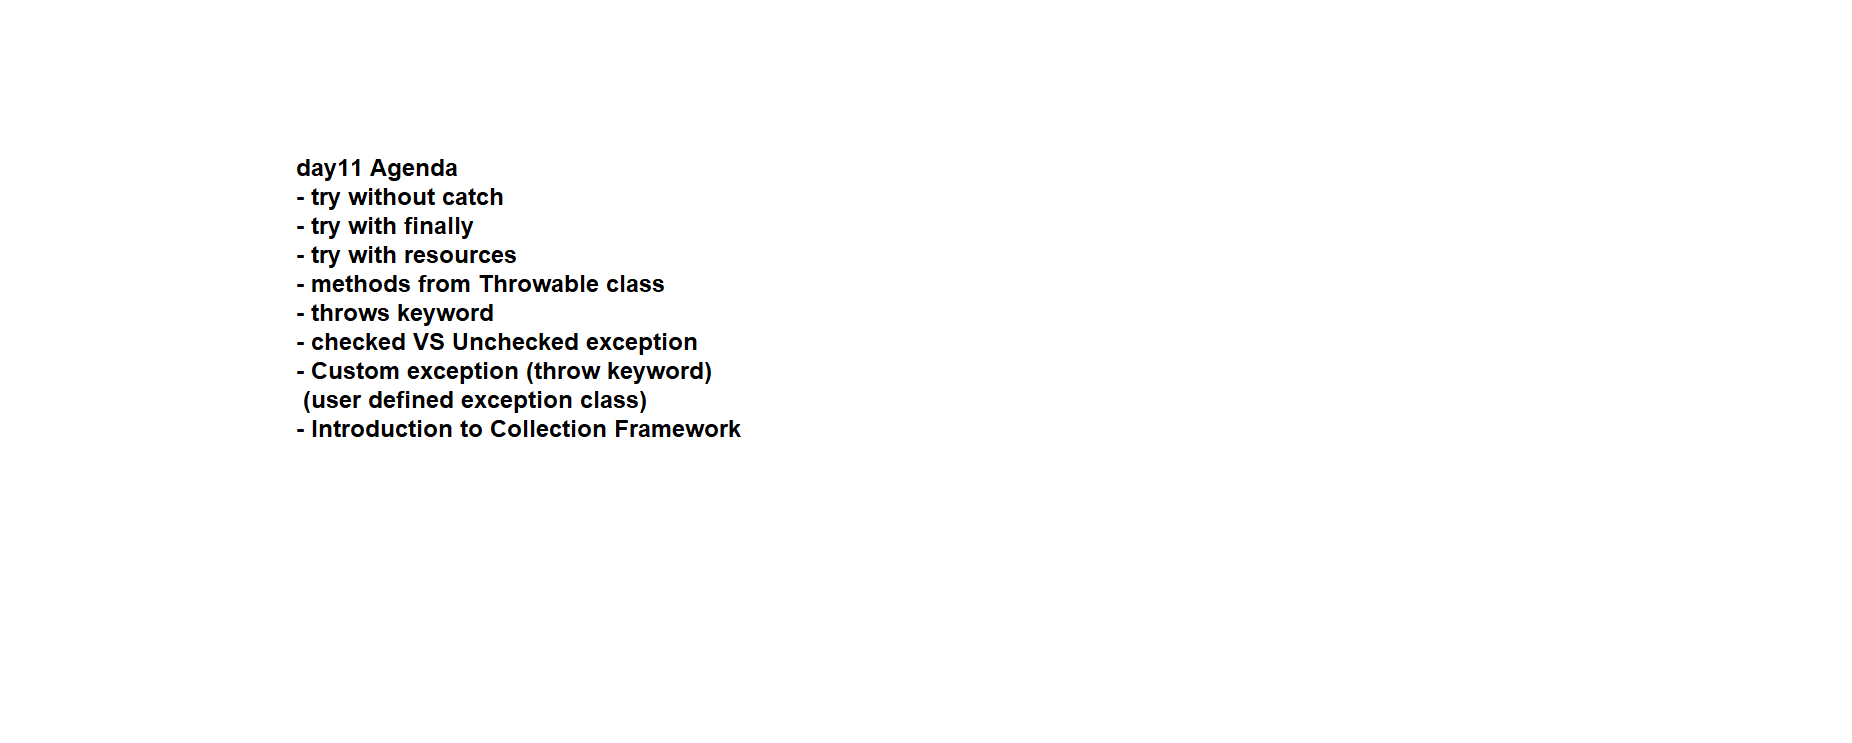 day11 Agenda
- try without catch
- try with finally
- try with resources
- methods from Throwable class
- throws keyword
- checked VS Unchecked exception
- Custom exception (throw keyword)
(user defined exception class)
- Introduction to Collection Framework